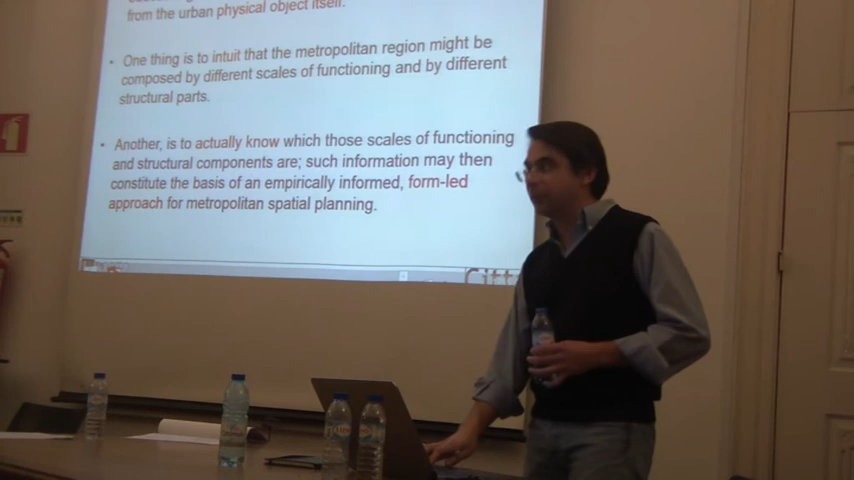 from the urban physical object itself.
• One thing is to intuit that the metropolitan region might be
composed by different scales of functioning and by different
structural parts.
• Another, is to actually know which those scales of functioning
and structural components are; such information may then
constitute the basis of an empirically informed, form-led
approach for metropolitan spatial planning.